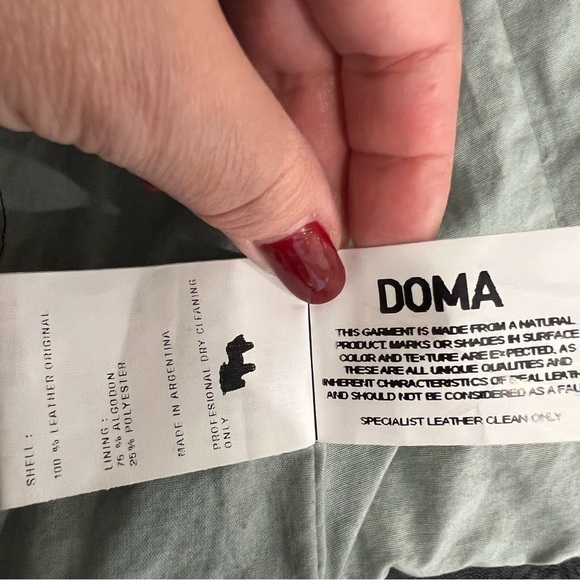 SHELL :
100 % LEATHER ORIGINAL
LINING :
75 % ALGODON
25 % POLYESTER
MADE IN ARGENTINA
PROFESIONAL DRY CLEANING
ONLY
DOMA
THIS GARMENT IS MADE FROM A NATURAL
PRODUCT. MARKS OR SHADES IN SURFACE
COLOR AND TEXTURE ARE EXPECTED, AS
THESE ARE ALL UNIQUE QUALITIES AND
INHERENT CHARACTERISTICS OF REAL LEATH
AND SHOULD NOT BE CONSIDERED AS A FAU
SPECIALIST LEATHER CLEAN ONLY